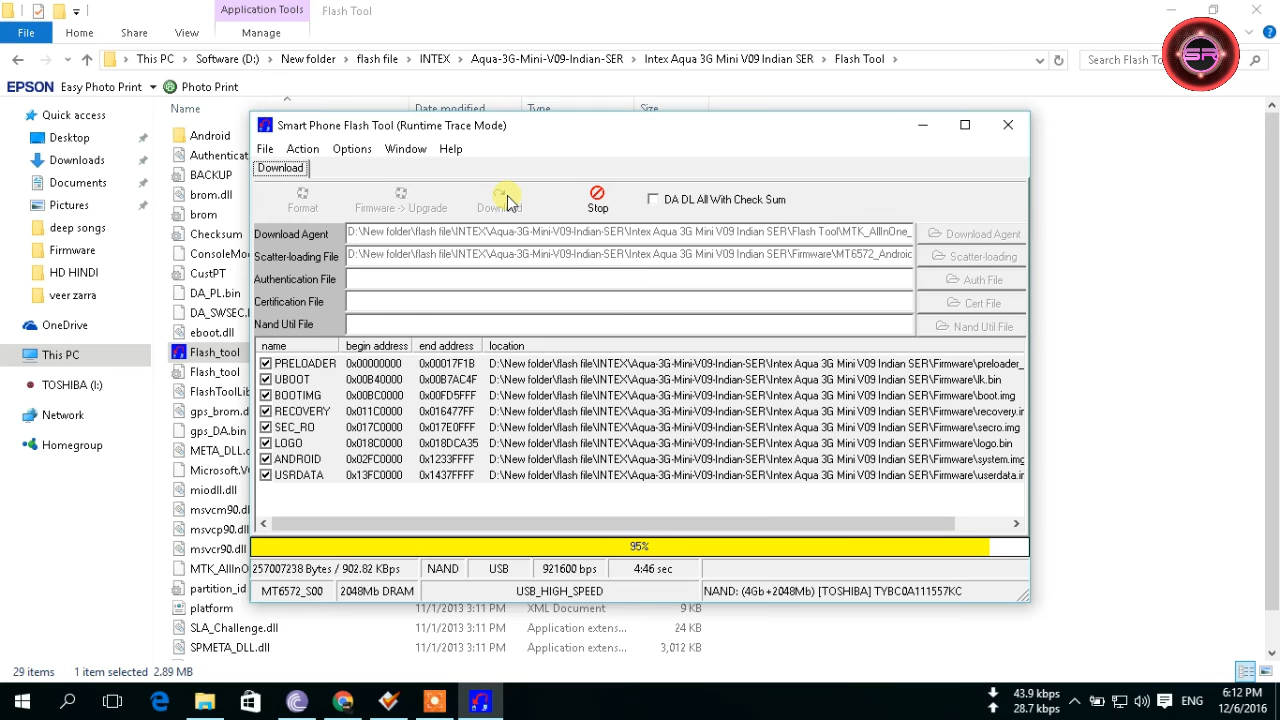 Application Tools
Flash Tool
File
Home
Share
View
Manage
This PC
Software (D:)
New folder
flash file
INTEX
Aqua-3G-Mini-V09-Indian-SER
Intex Aqua 3G Mini V09 Indian SER
Flash Tool
Search Flash To
SR
EPSON
Easy Photo Print
Photo Print
Name
Date modified
Type
Size
Quick access
Desktop
Downloads
Documents
Pictures
deep songs
Firmware
HD HINDI
veer zarra
OneDrive
This PC
TOSHIBA (I:)
Network
Homegroup
Android
Authenticat
BACKUP
brom.dll
brom
Checksum
ConsoleMod
CustPT
DA_PL.bin
DA_SWSEC.
eboot.dll
Flash_tool
Flash_tool
FlashToolLib
gps_brom.d
gps_DA.bin
META_DLL.d
Microsoft.VC
miodll.dll
msvcm90.dl
msvcp90.dll
msvcr90.dll
MTK_AllInO
partition_id
platform
11/1/2013 3:11 PM
XML Document
9 KB
SLA_Challenge.dll
11/1/2013 3:11 PM
Application extens...
24 KB
SPMETA_DLL.dll
11/1/2013 3:11 PM
Application extens...
3,012 KB
Smart Phone Flash Tool (Runtime Trace Mode)
File
Action
Options
Window
Help
Download
Format
Firmware -> Upgrade
Download
Stop
DA DL All With Check Sum
Download Agent
D:\New folder\flash file\INTEX\Aqua-3G-Mini-V09-Indian-SER\Intex Aqua 3G Mini V09 Indian SER\Flash Tool\MTK_AllInOne_
Download Agent
Scatter-loading File
D:\New folder\flash file\INTEX\Aqua-3G-Mini-V09-Indian-SER\Intex Aqua 3G Mini V09 Indian SER\Firmware\MT6572_Android
Scatter-loading
Authentication File
Auth File
Certification File
Cert File
Nand Util File
Nand Util File
name
begin address
end address
location
PRELOADER 0x00000000 0x00017F1B D:\New folder\flash file\INTEX\Aqua-3G-Mini-V09-Indian-SER\Intex Aqua 3G Mini V09 Indian SER\Firmware\preloader_
UBOOT 0x00B40000 0x00B7AC4F D:\New folder\flash file\INTEX\Aqua-3G-Mini-V09-Indian-SER\Intex Aqua 3G Mini V09 Indian SER\Firmware\lk.bin
BOOTIMG 0x00BC0000 0x00FD5FFF D:\New folder\flash file\INTEX\Aqua-3G-Mini-V09-Indian-SER\Intex Aqua 3G Mini V09 Indian SER\Firmware\boot.img
RECOVERY 0x011C0000 0x016477FF D:\New folder\flash file\INTEX\Aqua-3G-Mini-V09-Indian-SER\Intex Aqua 3G Mini V09 Indian SER\Firmware\recovery.ir
SEC_RO 0x017C0000 0x017E0FFF D:\New folder\flash file\INTEX\Aqua-3G-Mini-V09-Indian-SER\Intex Aqua 3G Mini V09 Indian SER\Firmware\secro.img
LOGO 0x018C0000 0x018DCA35 D:\New folder\flash file\INTEX\Aqua-3G-Mini-V09-Indian-SER\Intex Aqua 3G Mini V09 Indian SER\Firmware\logo.bin
ANDROID 0x02FC0000 0x1233FFFF D:\New folder\flash file\INTEX\Aqua-3G-Mini-V09-Indian-SER\Intex Aqua 3G Mini V09 Indian SER\Firmware\system.img
USRDATA 0x13FC0000 0x1437FFFF D:\New folder\flash file\INTEX\Aqua-3G-Mini-V09-Indian-SER\Intex Aqua 3G Mini V09 Indian SER\Firmware\userdata.ir
95%
257007238 Bytes / 902.82 KBps
NAND
USB
921600 bps
4:46 sec
MT6572_S00
2048Mb DRAM
USB_HIGH_SPEED
NAND: (4Gb+2048Mb) [TOSHIBA] TYBC0A111557KC
29 items
1 item selected 2.89 MB
43.9 kbps
28.7 kbps
ENG
6:12 PM
12/6/2016